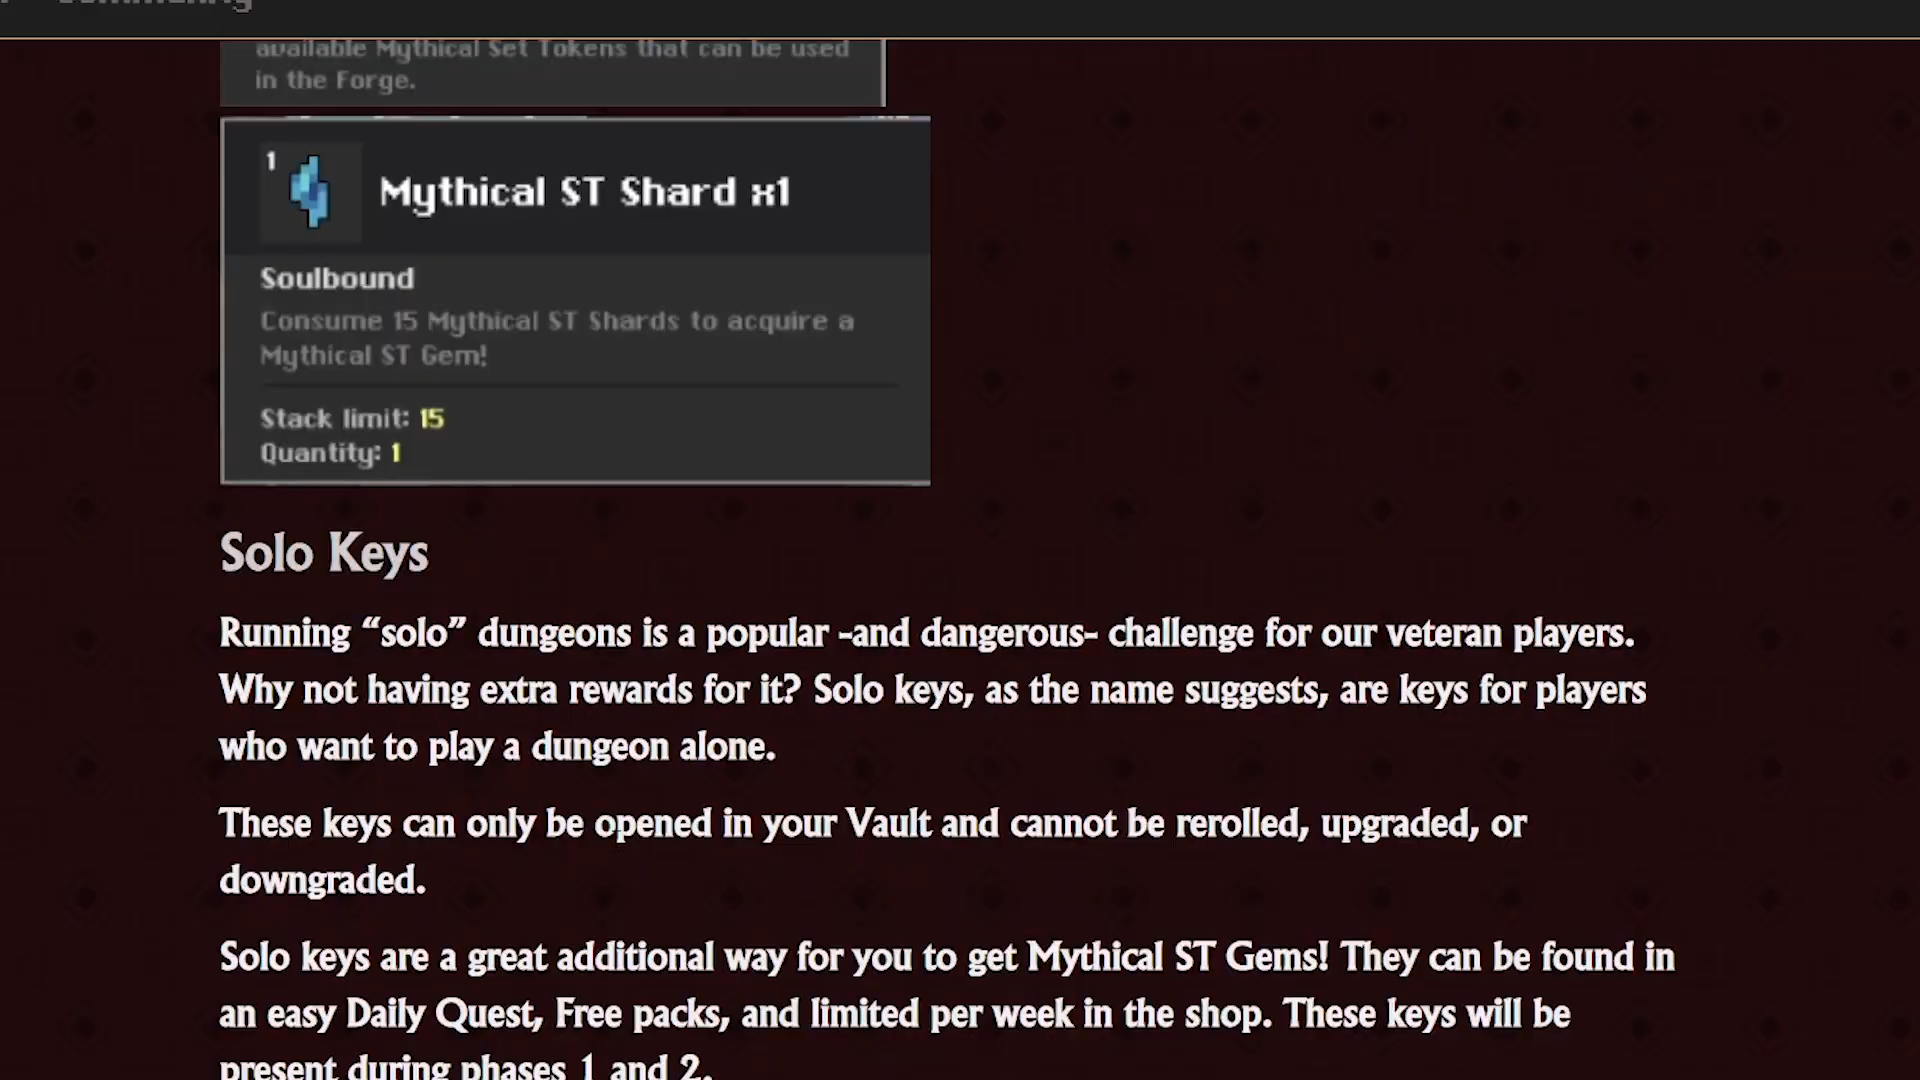 available Mythical Set Tokens that can be used
in the Forge.
1
Mythical ST Shard x1
Soulbound
Consume 15 Mythical ST Shards to acquire a
Mythical ST Gem!
Stack limit: 15
Quantity: 1
Solo Keys
Running “solo” dungeons is a popular -and dangerous- challenge for our veteran players.
Why not having extra rewards for it? Solo keys, as the name suggests, are keys for players
who want to play a dungeon alone.
These keys can only be opened in your Vault and cannot be rerolled, upgraded, or
downgraded.
Solo keys are a great additional way for you to get Mythical ST Gems! They can be found in
an easy Daily Quest, Free packs, and limited per week in the shop. These keys will be
present during phases 1 and 2.